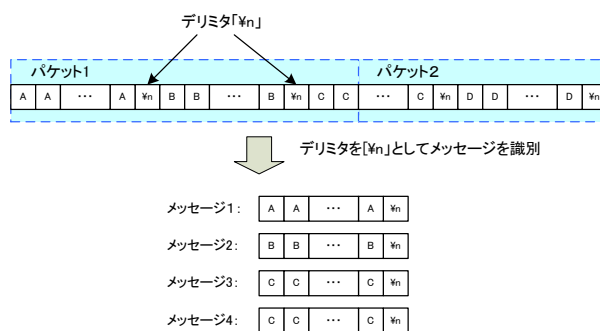 デリミタ「¥n」
パケット1 パケット2
A A … A ¥n B B … B ¥n C C … C ¥n D D … D ¥n
デリミタを[¥n」としてメッセージを識別
メッセージ1: A A … A ¥n
メッセージ2: B B … B ¥n
メッセージ3: C C … C ¥n
メッセージ4: C C … C ¥n